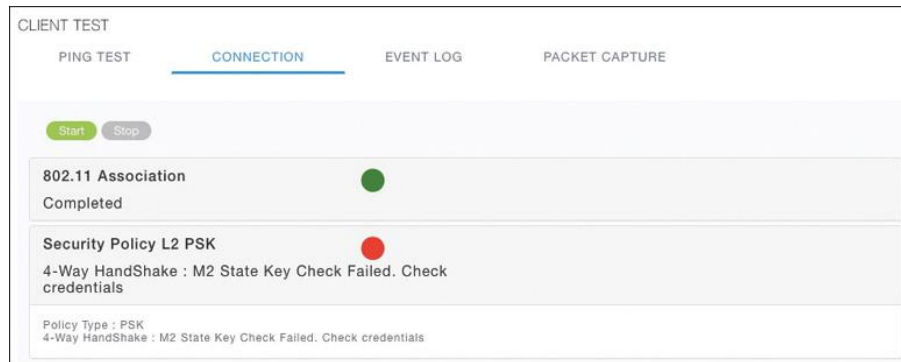 CLIENT TEST
PING TEST CONNECTION EVENT LOG PACKET CAPTURE
Start Stop
802.11 Association
Completed
Security Policy L2 PSK
4-Way HandShake : M2 State Key Check Failed. Check
credentials
Policy Type : PSK
4-Way HandShake : M2 State Key Check Failed. Check credentials